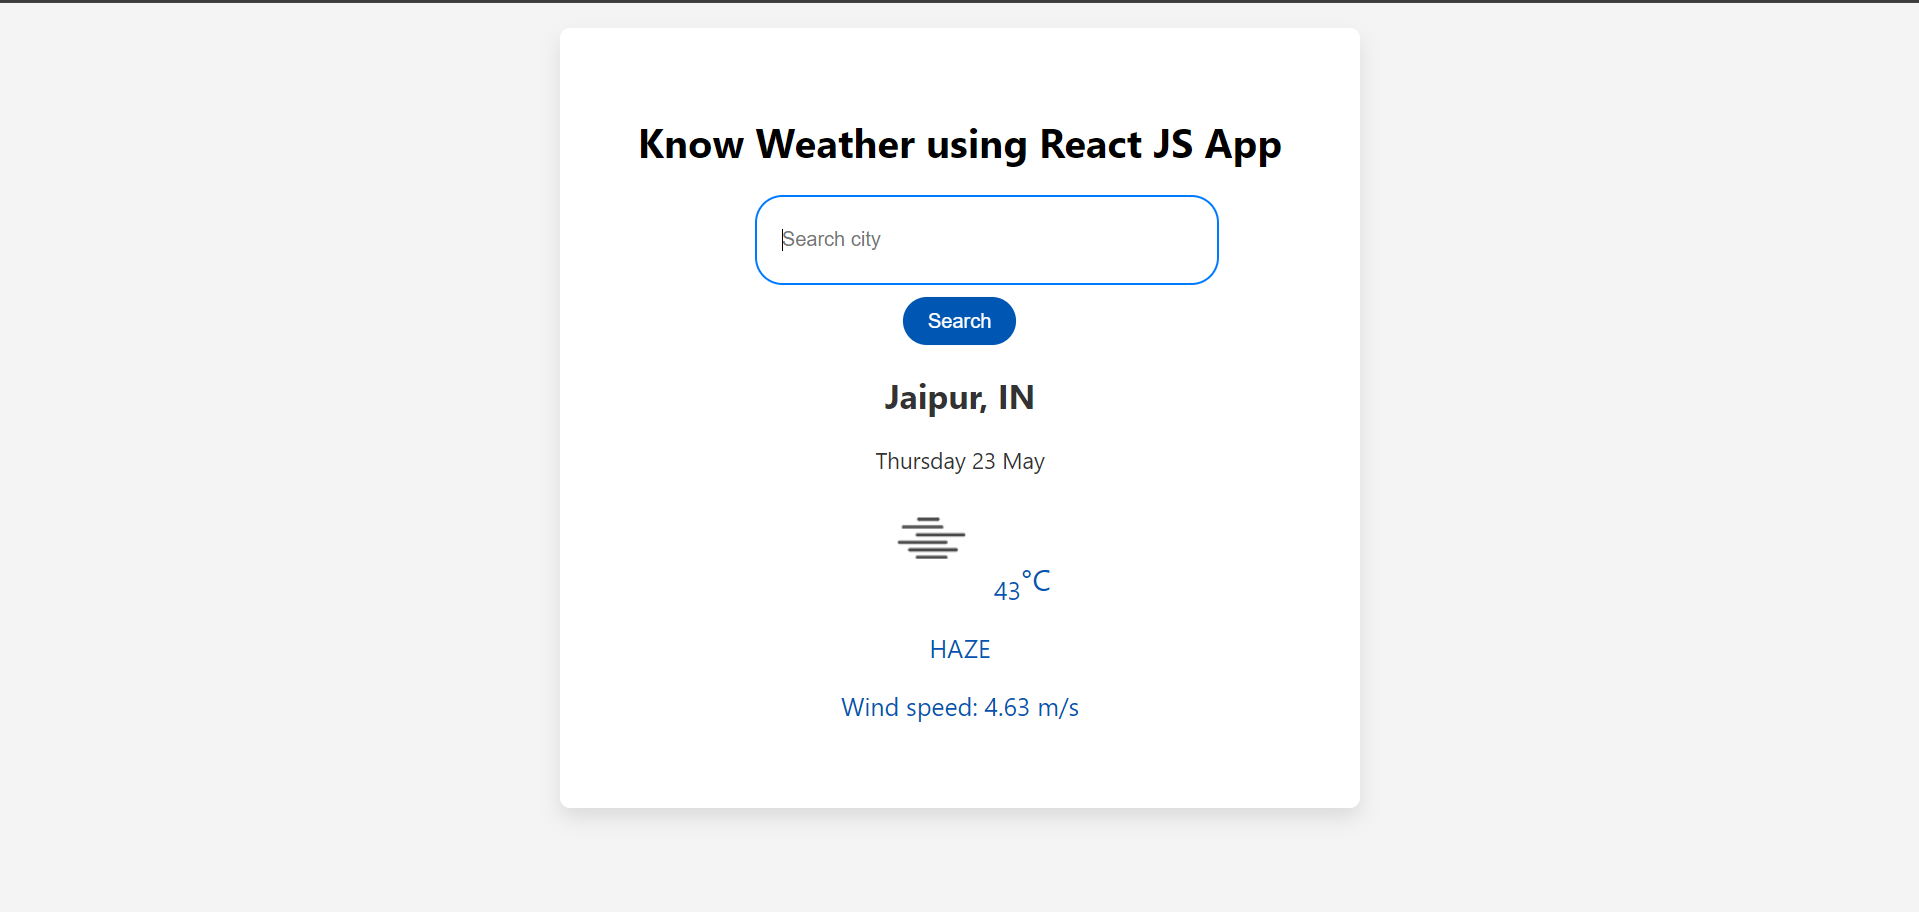 Know Weather using React JS App
Search city
Search
Jaipur, IN
Thursday 23 May
43°C
HAZE
Wind speed: 4.63 m/s